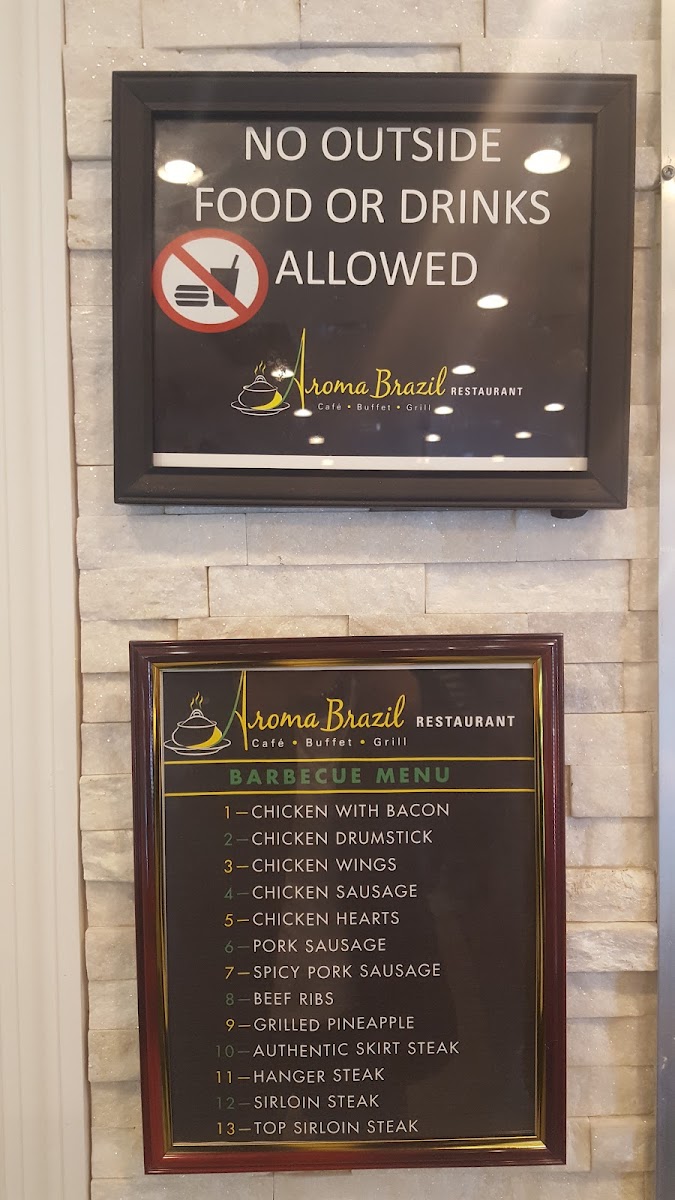 NO OUTSIDE
FOOD OR DRINKS
ALLOWED
Aroma Brazil RESTAURANT
Café • Buffet • Grill
Aroma Brazil RESTAURANT
Café • Buffet • Grill
BARBECUE MENU
1—CHICKEN WITH BACON
2—CHICKEN DRUMSTICK
3—CHICKEN WINGS
4—CHICKEN SAUSAGE
5—CHICKEN HEARTS
6—PORK SAUSAGE
7—SPICY PORK SAUSAGE
8—BEEF RIBS
9—GRILLED PINEAPPLE
10—AUTHENTIC SKIRT STEAK
11—HANGER STEAK
12—SIRLOIN STEAK
13—TOP SIRLOIN STEAK